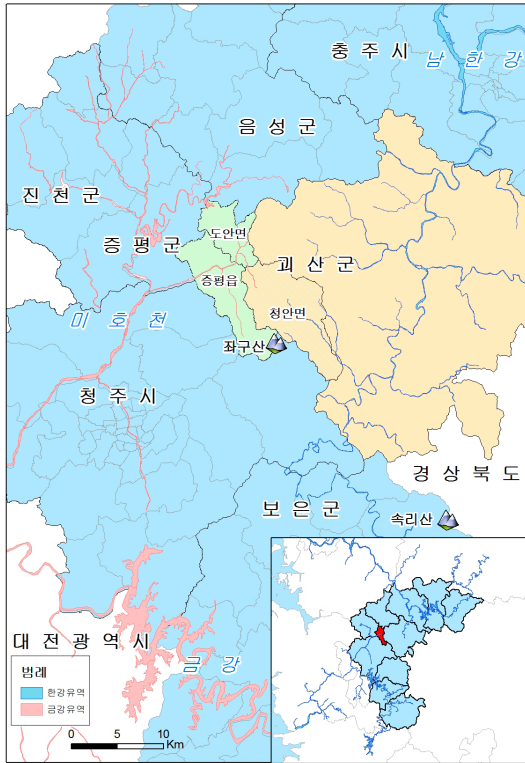 충주시
남한강
음성군
진천군
도안면
증평군
괴산군
증평읍
청안면
미호천
좌구산
청주시
경상북도
보은군
속리산
대전광역시
금강
범례
한강유역
금강유역
0 5 10
Km